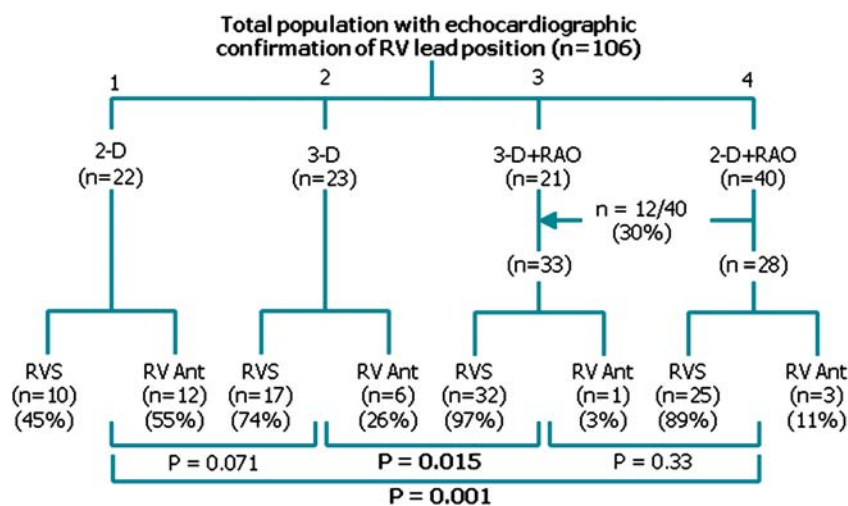 Total population with echocardiographic
confirmation of RV lead position (n=106)
1 2 3 4
2-D 3-D 3-D+RAO 2-D+RAO
(n=22) (n=23) (n=21) (n=40)
n = 12/40
(30%)
(n=33) (n=28)
RVS RV Ant RVS RV Ant RVS RV Ant RVS RV Ant
(n=10) (n=12) (n=17) (n=6) (n=32) (n=1) (n=25) (n=3)
(45%) (55%) (74%) (26%) (97%) (3%) (89%) (11%)
P = 0.071 P = 0.015 P = 0.33
P = 0.001